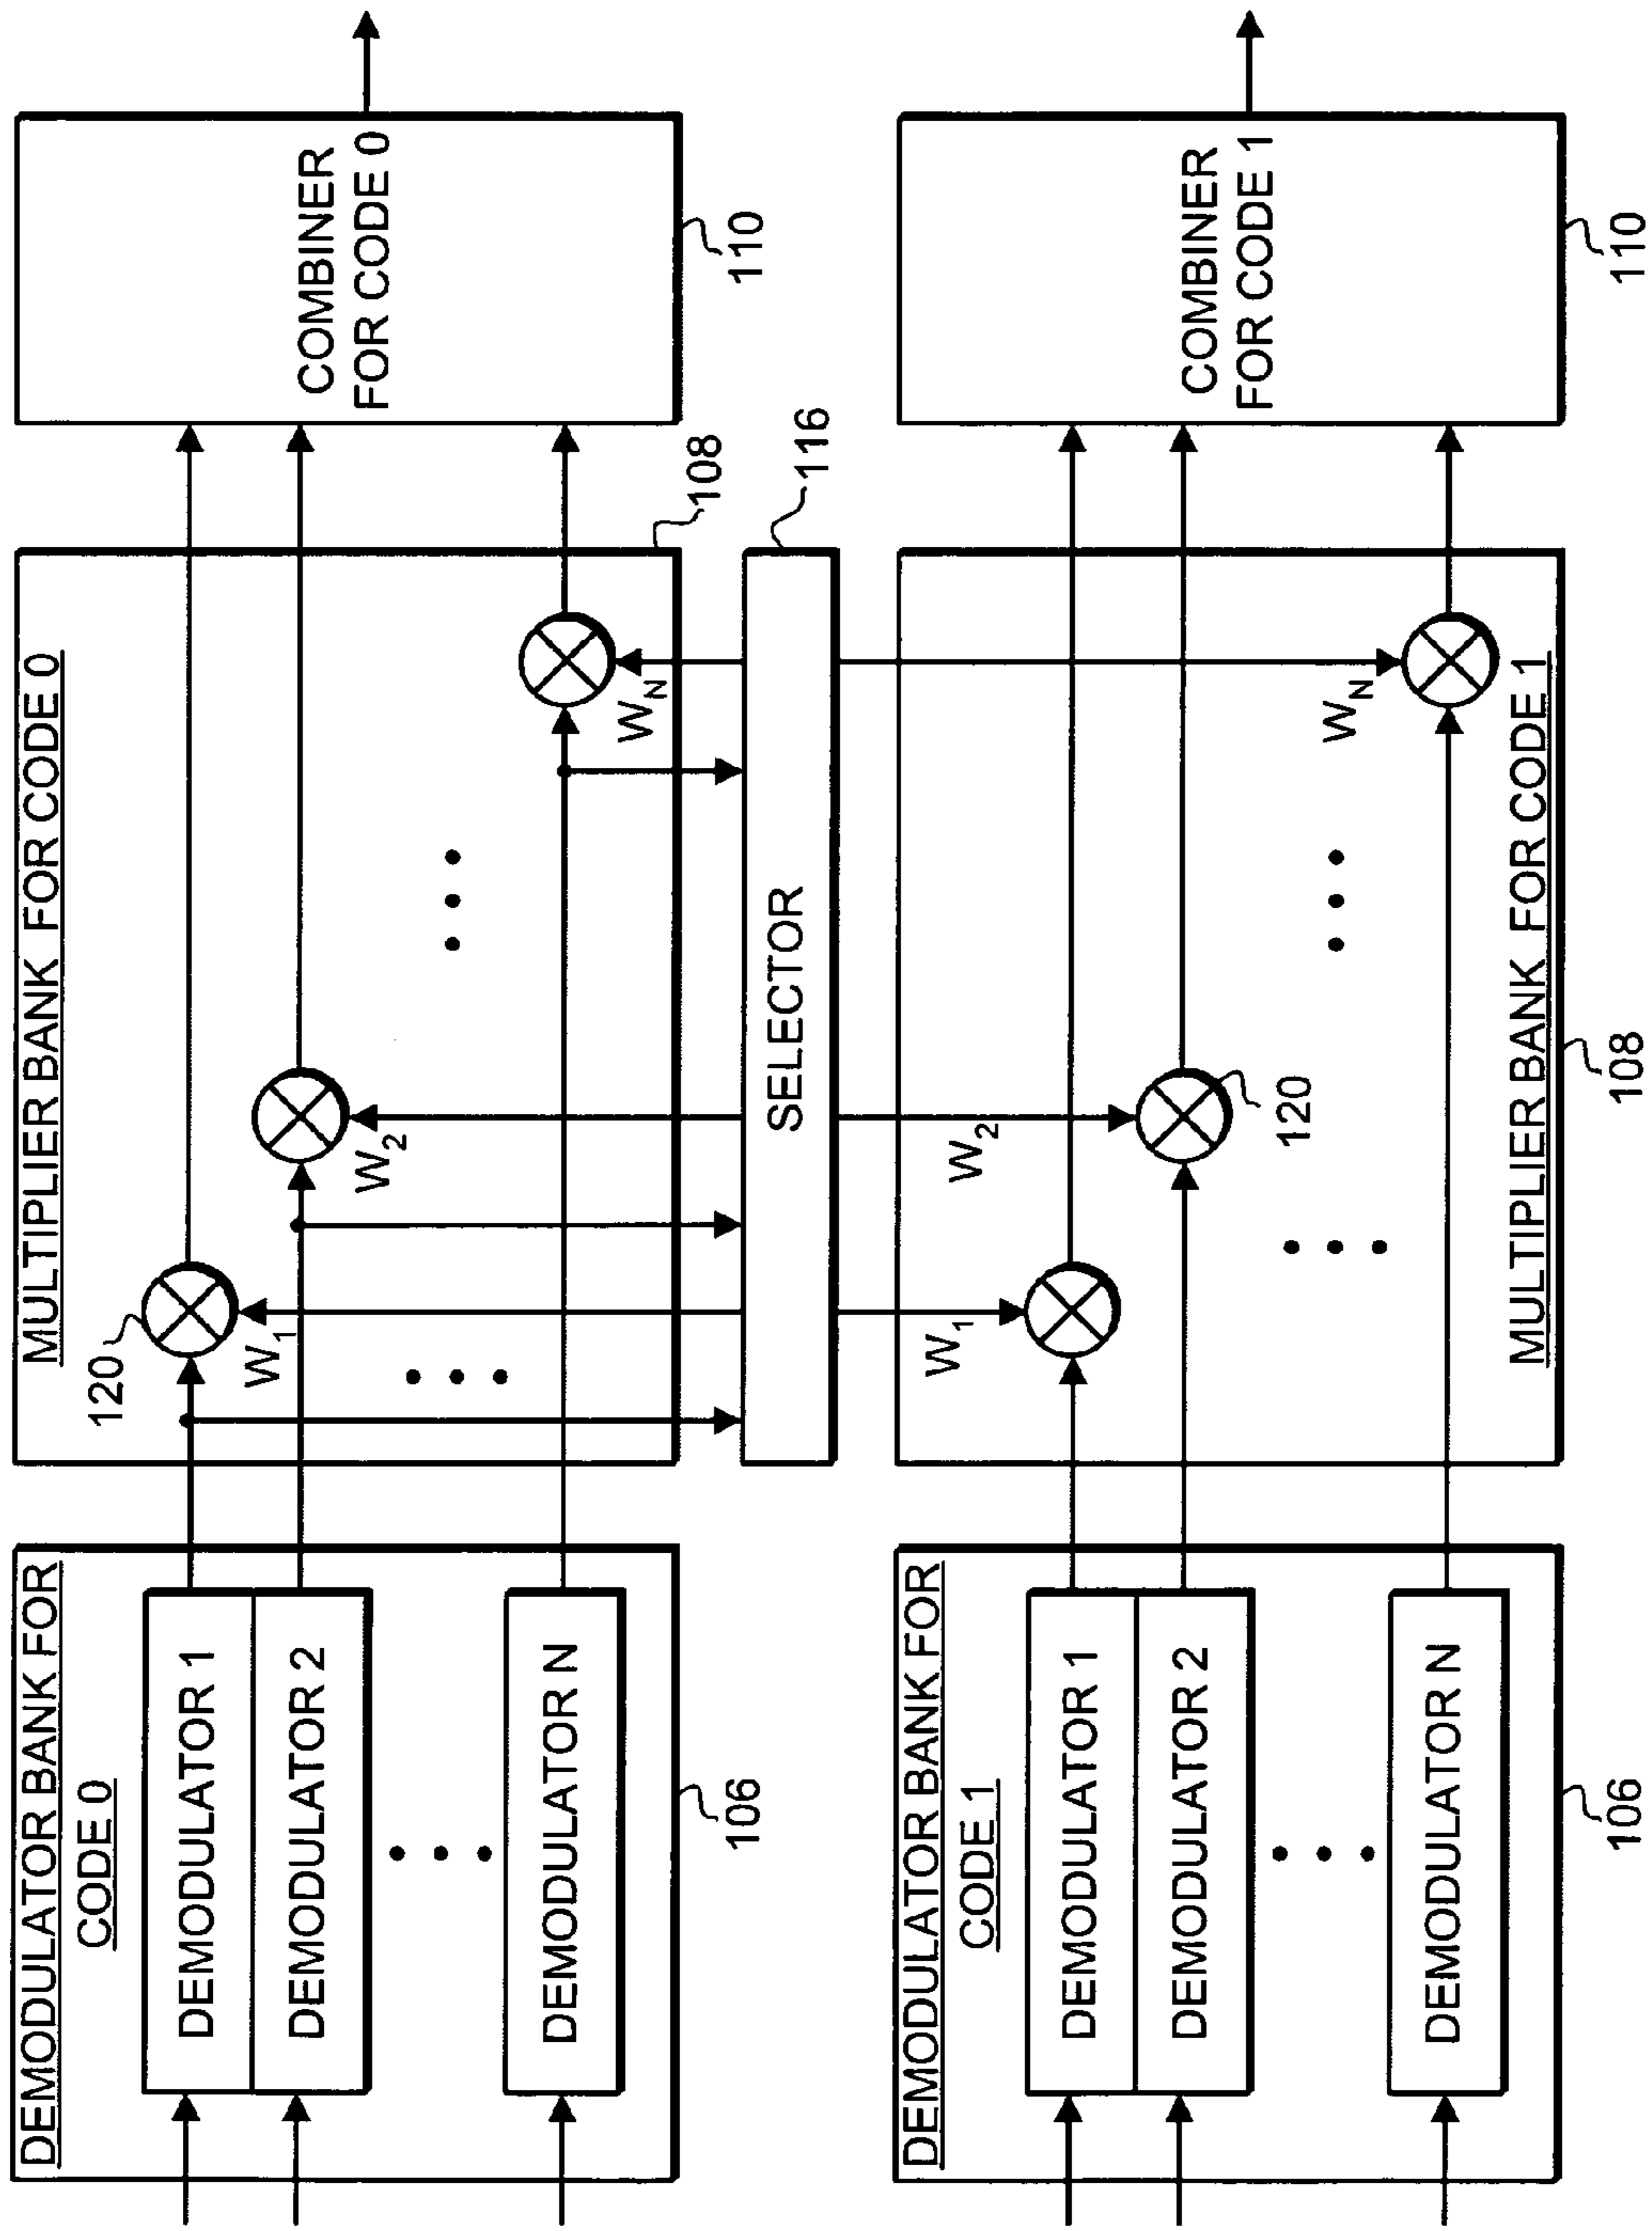 DEMODULATOR BANK FOR
CODE 0
DEMODULATOR 1
DEMODULATOR 2
DEMODULATOR N
106
MULTIPLIER BANK FOR CODE 0
120
W1
W2
WN
108
COMBINER
FOR CODE 0
110
SELECTOR
116
DEMODULATOR BANK FOR
CODE 1
DEMODULATOR 1
DEMODULATOR 2
DEMODULATOR N
106
W1
W2
WN
120
MULTIPLIER BANK FOR CODE 1
108
COMBINER
FOR CODE 1
110